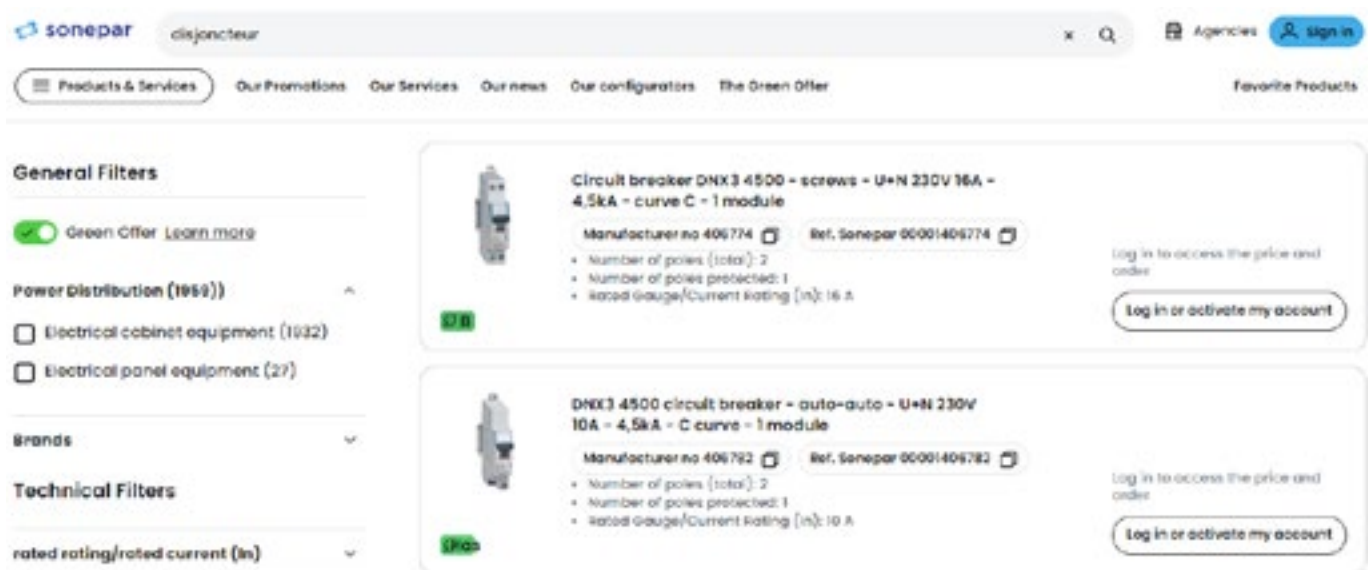 sonepar
disjoncteur
×
Agencies
Sign in
Products & Services
Our Promotions
Our Services
Our news
Our configurators
The Green Offer
Favorite Products
General Filters
Green Offer Learn more
Power Distribution (1959))
Electrical cabinet equipment (1932)
Electrical panel equipment (27)
Brands
Technical Filters
rated rating/rated current (In)
Circuit breaker DNX3 4500 - screws - U+N 230V 16A -
4,5kA - curve C - 1 module
Manufacturer no 406774
Ref. Sonepar 00001406774
• Number of poles (total): 2
• Number of poles protected: 1
• Rated Gauge/Current Rating (In): 16 A
Log in to access the price and
order
Log in or activate my account
DNX3 4500 circuit breaker - auto-auto - U+N 230V
10A - 4,5kA - C curve - 1 module
Manufacturer no 406782
Ref. Sonepar 00001406782
• Number of poles (total): 2
• Number of poles protected: 1
• Rated Gauge/Current Rating (In): 10 A
Log in to access the price and
order
Log in or activate my account